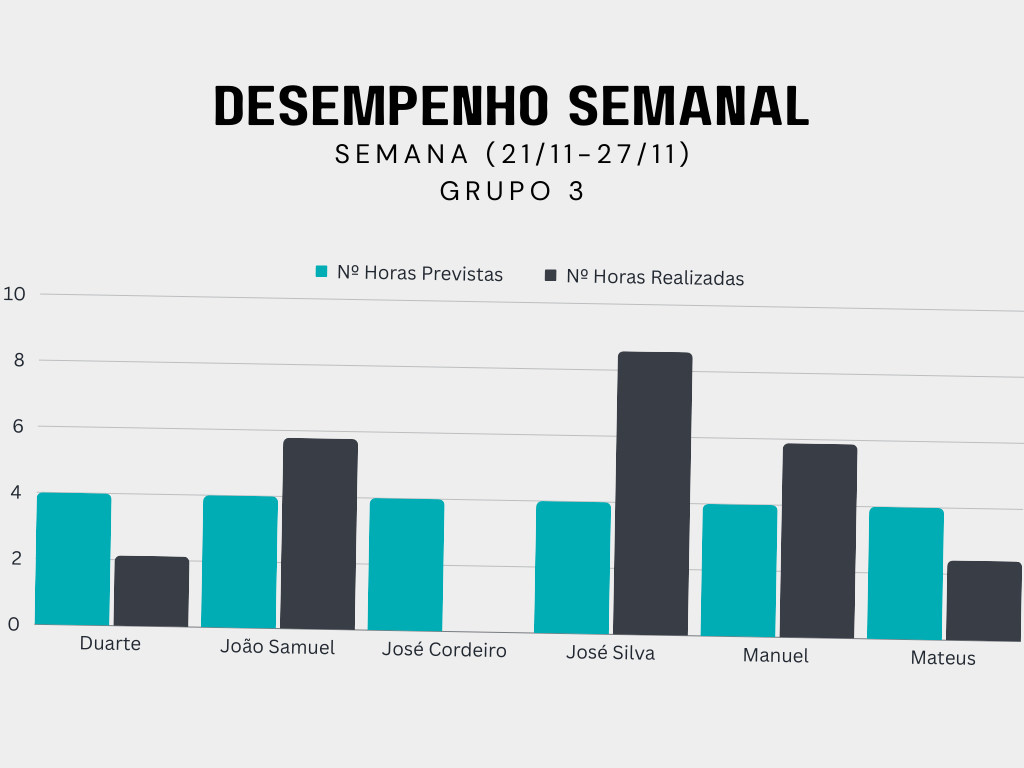 DESEMPENHO SEMANAL
SEMANA (21/11-27/11)
GRUPO 3
Nº Horas Previstas Nº Horas Realizadas
10
8
6
4
2
0
Duarte João Samuel José Cordeiro José Silva Manuel Mateus